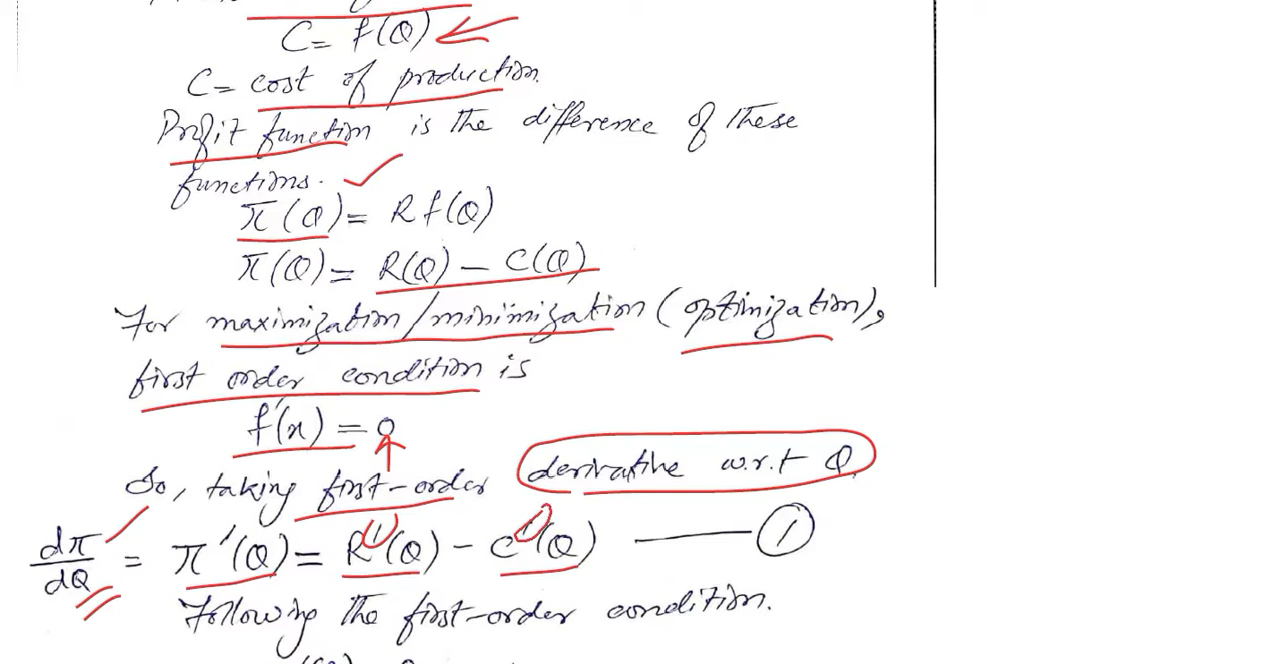 C = f(Q)
C = cost of production.
Profit function is the difference of these
functions.
π(Q) = R f(Q)
π(Q) = R(Q) - C(Q)
For maximization/minimization (optimization),
first order condition is
f'(x) = 0
So, taking first-order derivative w.r.t Q
dπ/dQ = π'(Q) = R'(Q) - C'(Q) —— 1
Following the first-order condition.